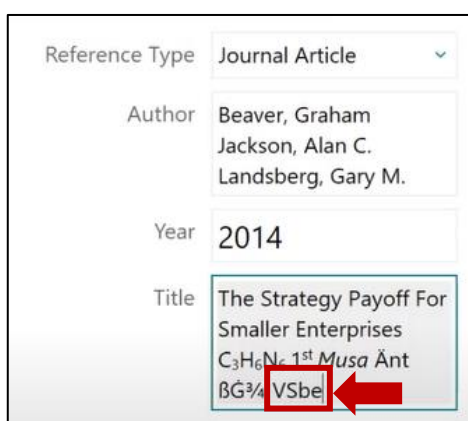 Reference Type Journal Article
Author Beaver, Graham
Jackson, Alan C.
Landsberg, Gary M.
Year 2014
Title The Strategy Payoff For
Smaller Enterprises
C₃H₆N₆ 1ˢᵗ Musa Änt
ßĠ¾ VSbe